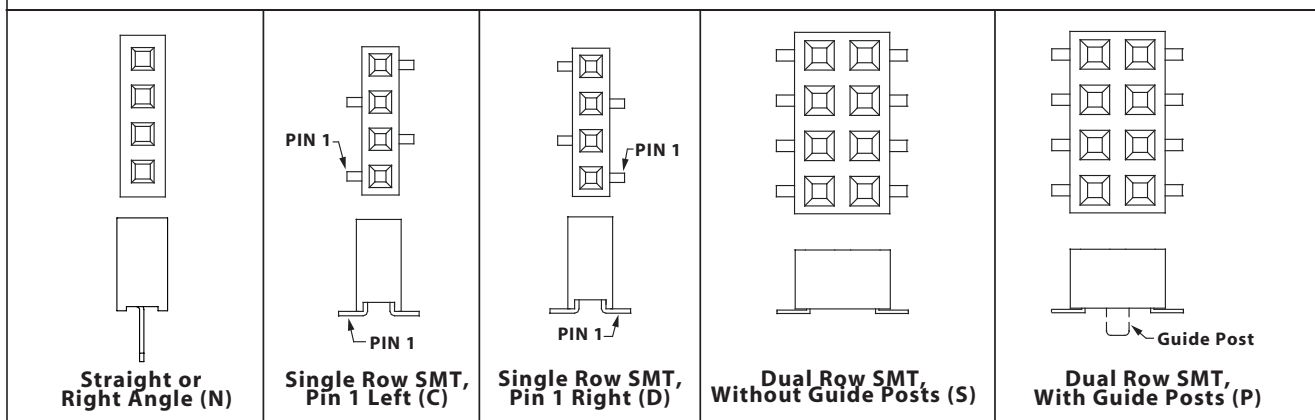 PIN 1
PIN 1
PIN 1
PIN 1
Guide Post
Straight or
Right Angle (N)
Single Row SMT,
Pin 1 Left (C)
Single Row SMT,
Pin 1 Right (D)
Dual Row SMT,
Without Guide Posts (S)
Dual Row SMT,
With Guide Posts (P)